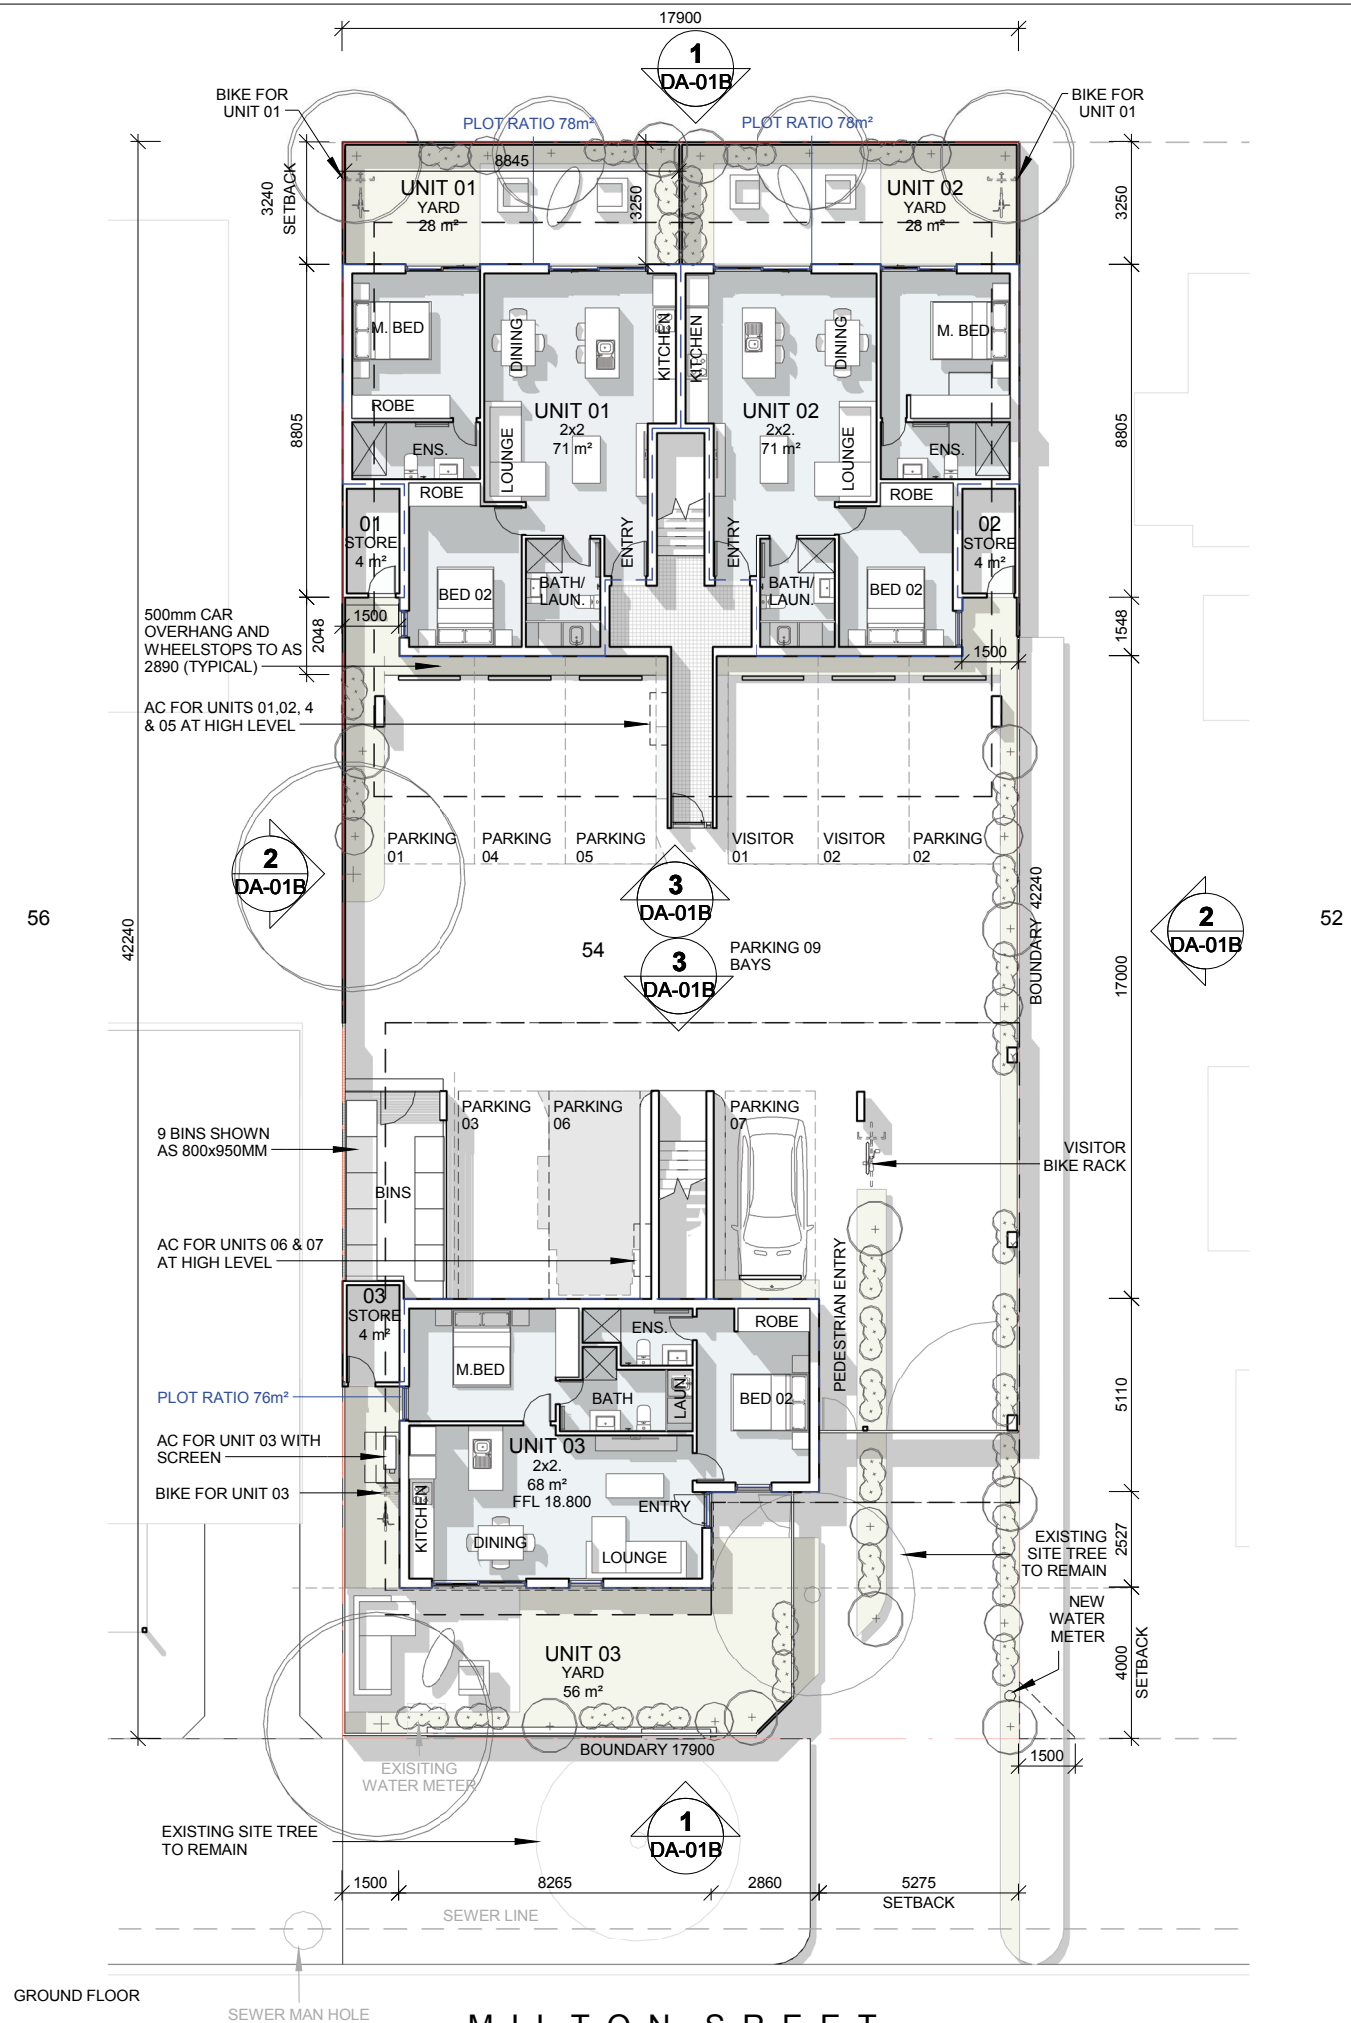 17900
1
DA-01B
BIKE FOR
UNIT 01
PLOT RATIO 78m²
PLOT RATIO 78m²
BIKE FOR
UNIT 01
8845
3240
SETBACK
UNIT 01
YARD
28 m²
3250
UNIT 02
YARD
28 m²
3250
M. BED
DINING
KITCHEN
KITCHEN
DINING
M. BED
ROBE
8805
UNIT 01
2x2
71 m²
UNIT 02
2x2.
71 m²
8805
ENS.
LOUNGE
LOUNGE
ENS.
ROBE
ROBE
01
STORE
4 m²
ENTRY
ENTRY
02
STORE
4 m²
BED 02
BATH/
LAUN.
BATH/
LAUN.
BED 02
500mm CAR
OVERHANG AND
WHEELSTOPS TO AS
2890 (TYPICAL)
1500
2048
1548
1500
AC FOR UNITS 01,02, 4
& 05 AT HIGH LEVEL
PARKING
01
PARKING
04
PARKING
05
VISITOR
01
VISITOR
02
PARKING
02
2
DA-01B
3
DA-01B
56
42240
54
3
DA-01B
PARKING 09
BAYS
BOUNDARY 42240
17000
2
DA-01B
52
PARKING
03
PARKING
06
PARKING
07
9 BINS SHOWN
AS 800x950MM
BINS
VISITOR
BIKE RACK
AC FOR UNITS 06 & 07
AT HIGH LEVEL
PEDESTRIAN ENTRY
03
STORE
4 m²
ENS.
ROBE
M.BED
BATH
LAUN.
BED 02
5110
PLOT RATIO 76m²
AC FOR UNIT 03 WITH
SCREEN
UNIT 03
2x2.
68 m²
FFL 18.800
BIKE FOR UNIT 03
KITCHEN
ENTRY
DINING
LOUNGE
2527
EXISTING
SITE TREE
TO REMAIN
NEW
WATER
METER
UNIT 03
YARD
56 m²
4000
SETBACK
BOUNDARY 17900
1500
EXISITING
WATER METER
EXISTING SITE TREE
TO REMAIN
1
DA-01B
1500
8265
2860
5275
SETBACK
SEWER LINE
GROUND FLOOR
SEWER MAN HOLE
MILTON SREET